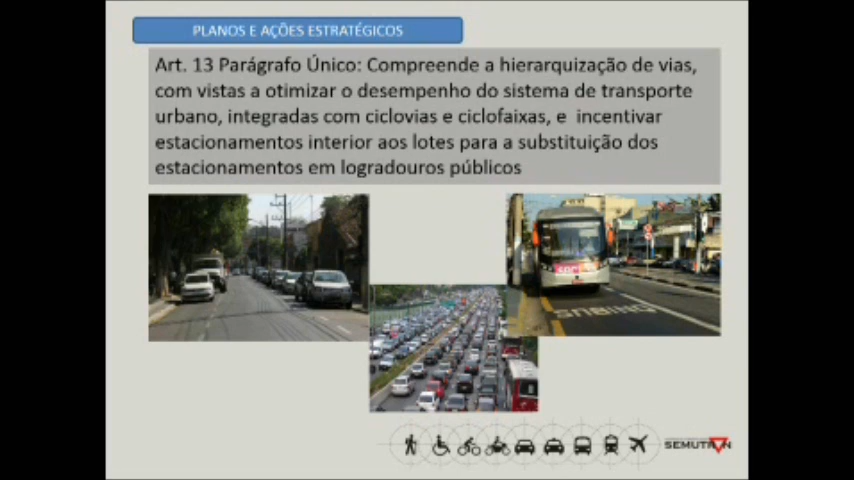 PLANOS E AÇÕES ESTRATÉGICOS
Art. 13 Parágrafo Único: Compreende a hierarquização de vias,
com vistas a otimizar o desempenho do sistema de transporte
urbano, integradas com ciclovias e ciclofaixas, e incentivar
estacionamentos interior aos lotes para a substituição dos
estacionamentos em logradouros públicos
SEMUTRAN